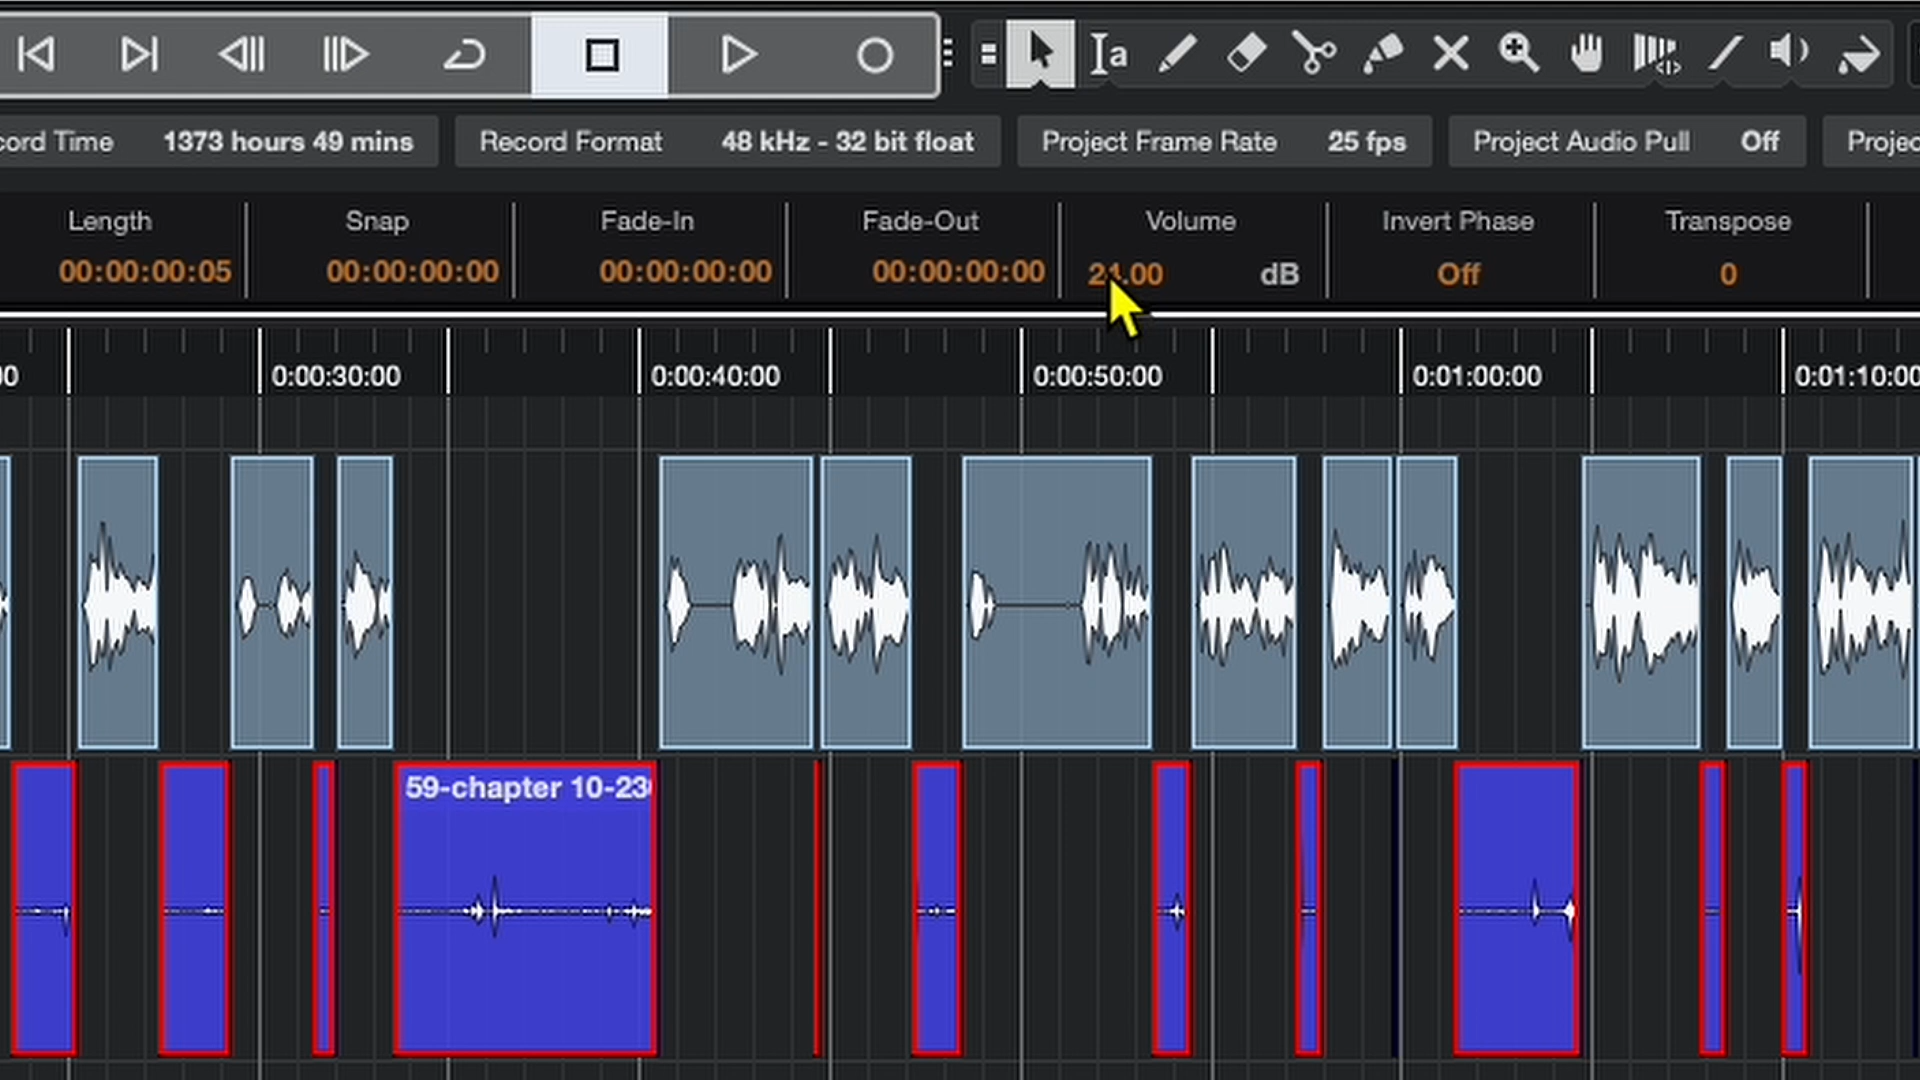 a
cord Time 1373 hours 49 mins Record Format 48 kHz - 32 bit float Project Frame Rate 25 fps Project Audio Pull Off Projec
Length Snap Fade-In Fade-Out Volume Invert Phase Transpose
00:00:00:05 00:00:00:00 00:00:00:00 00:00:00:00 24.00 dB Off 0
00 0:00:30:00 0:00:40:00 0:00:50:00 0:01:00:00 0:01:10:00
59-chapter 10-23